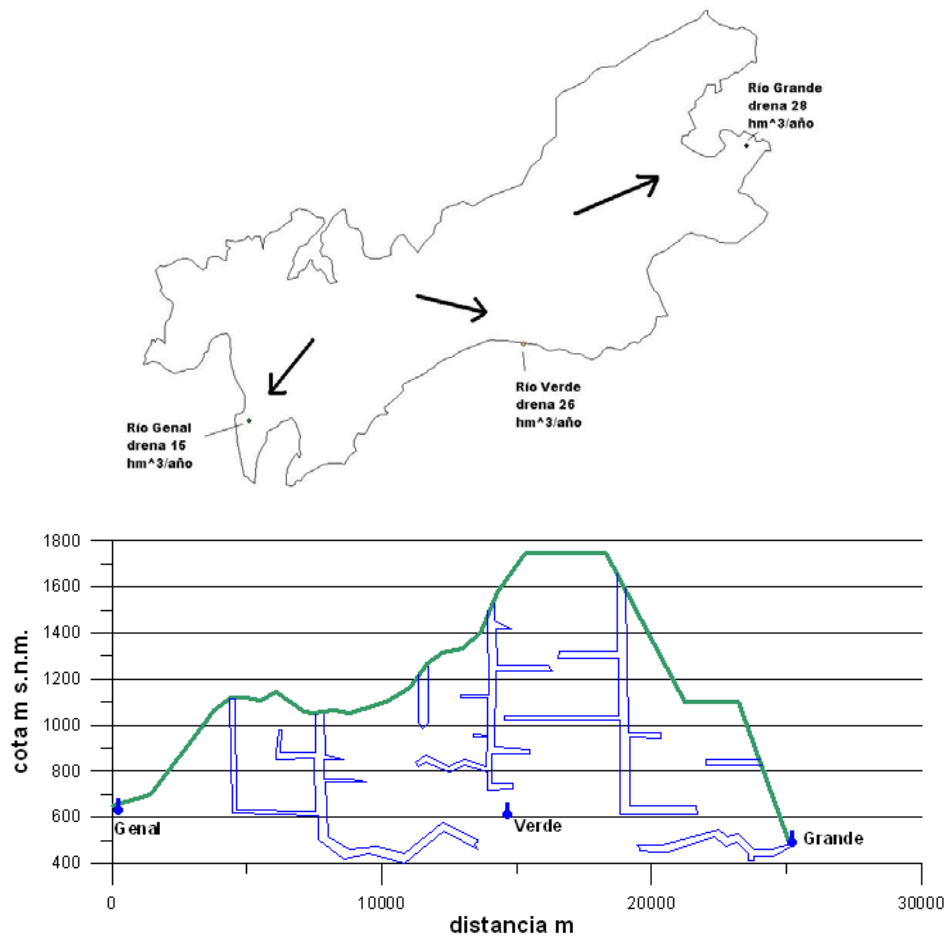 Río Grande
drena 28
hm^3/año
Río Verde
drena 26
hm^3/año
Río Genal
drena 15
hm^3/año
1800
1600
1400
1200
1000
800
600
400
cota m s.n.m.
Genal
Verde
Grande
0
10000
20000
30000
distancia m